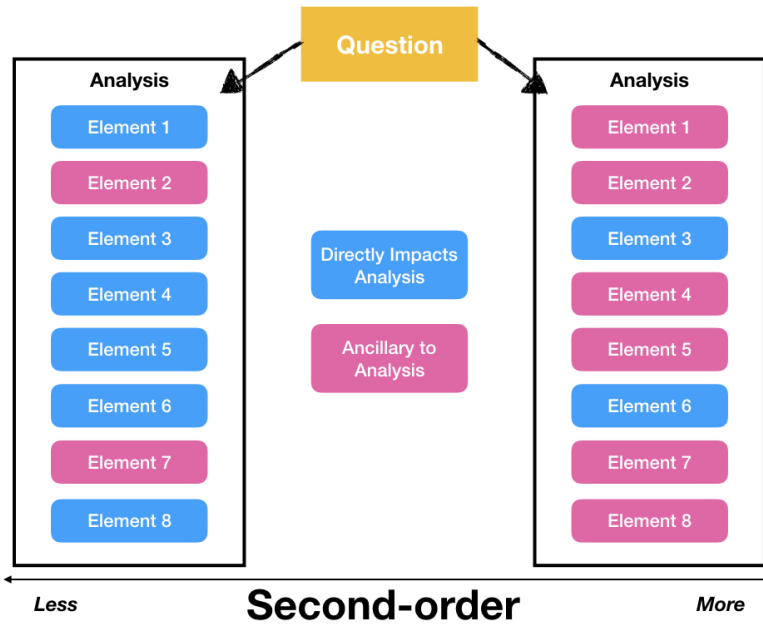 Question
Analysis
Element 1
Element 2
Element 3
Element 4
Element 5
Element 6
Element 7
Element 8
Directly Impacts
Analysis
Ancillary to
Analysis
Analysis
Element 1
Element 2
Element 3
Element 4
Element 5
Element 6
Element 7
Element 8
Less
Second-order
More